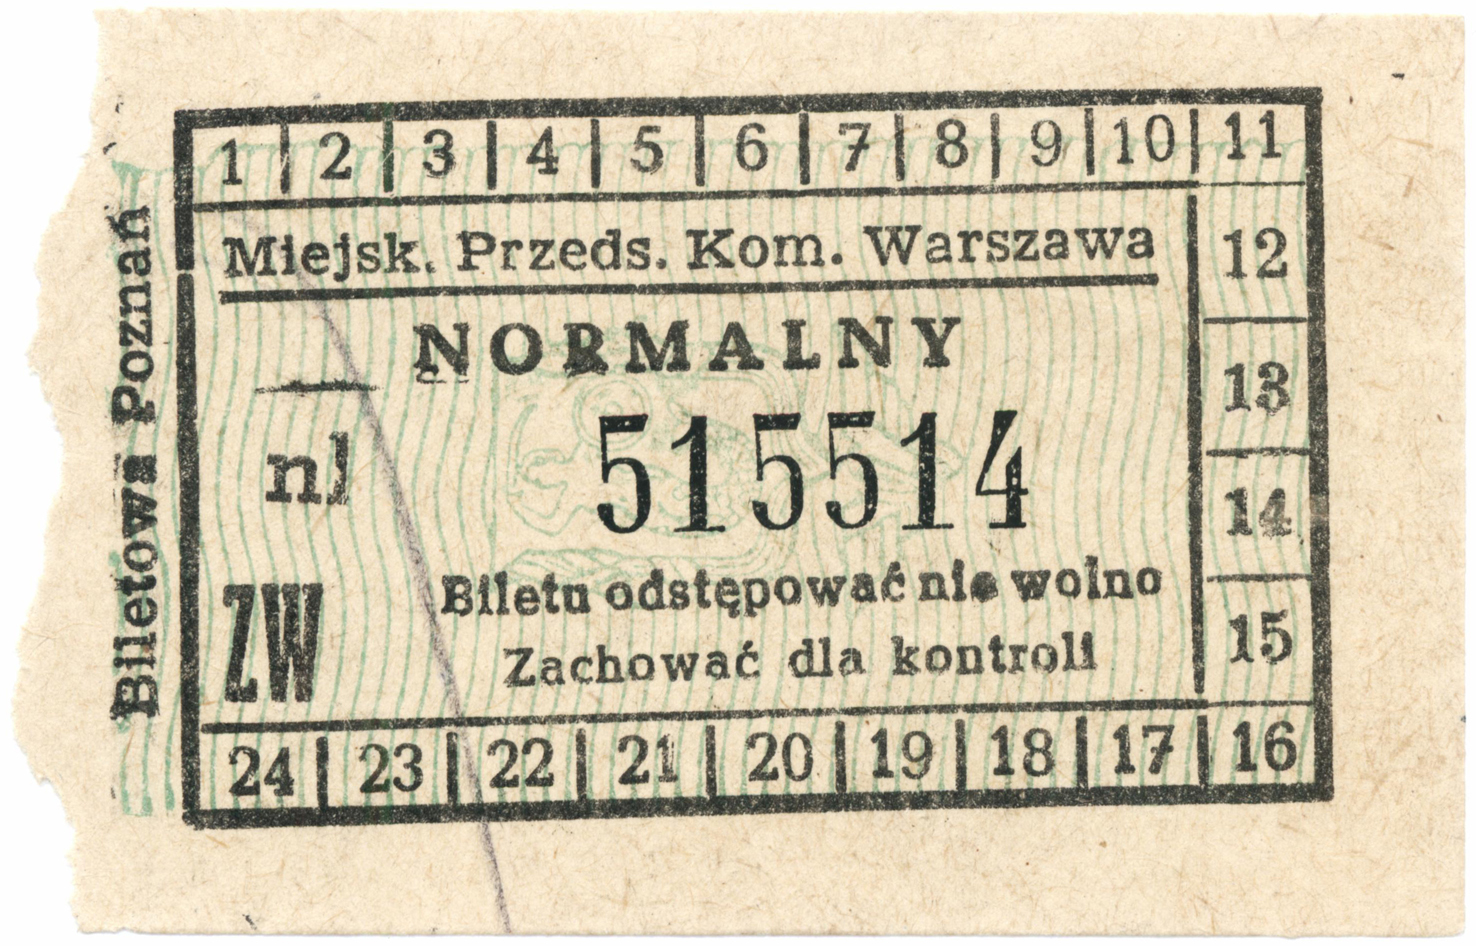 1 | 2 | 3 | 4 | 5 | 6 | 7 | 8 | 9 | 10 | 11
Miejsk. Przeds. Kom. Warszawa
12
NORMALNY
13
nl
515514
14
ZW
Biletu odstępować nie wolno
Zachować dla kontroli
15
24 | 23 | 22 | 21 | 20 | 19 | 18 | 17 | 16
Biletowa Poznań